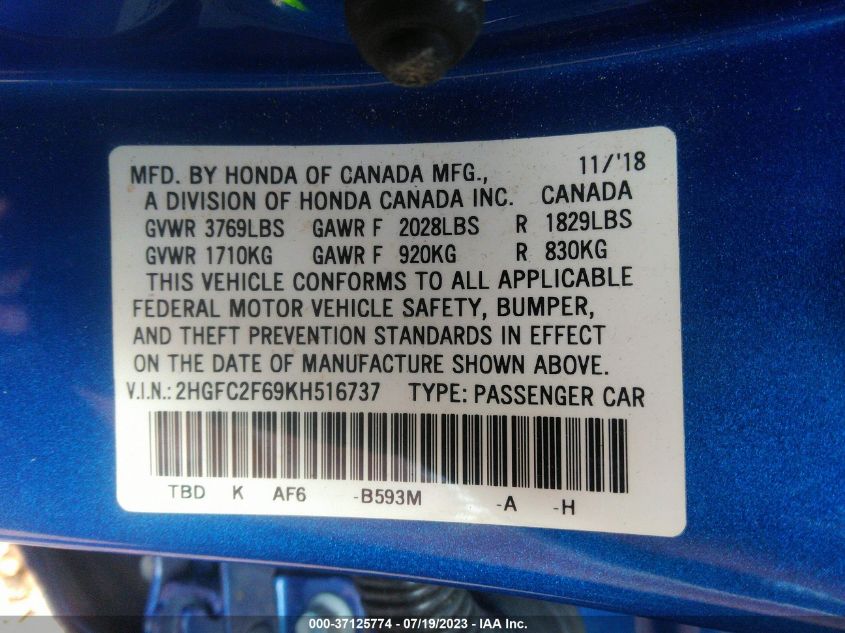 MFD. BY HONDA OF CANADA MFG., 11/'18
A DIVISION OF HONDA CANADA INC. CANADA
GVWR 3769LBS GAWR F 2028LBS R 1829LBS
GVWR 1710KG GAWR F 920KG R 830KG
THIS VEHICLE CONFORMS TO ALL APPLICABLE
FEDERAL MOTOR VEHICLE SAFETY, BUMPER,
AND THEFT PREVENTION STANDARDS IN EFFECT
ON THE DATE OF MANUFACTURE SHOWN ABOVE.
V.I.N.: 2HGFC2F69KH516737 TYPE: PASSENGER CAR
TBD K AF6 -B593M -A -H
000-37125774 / 07/19/2023 - IAA Inc.